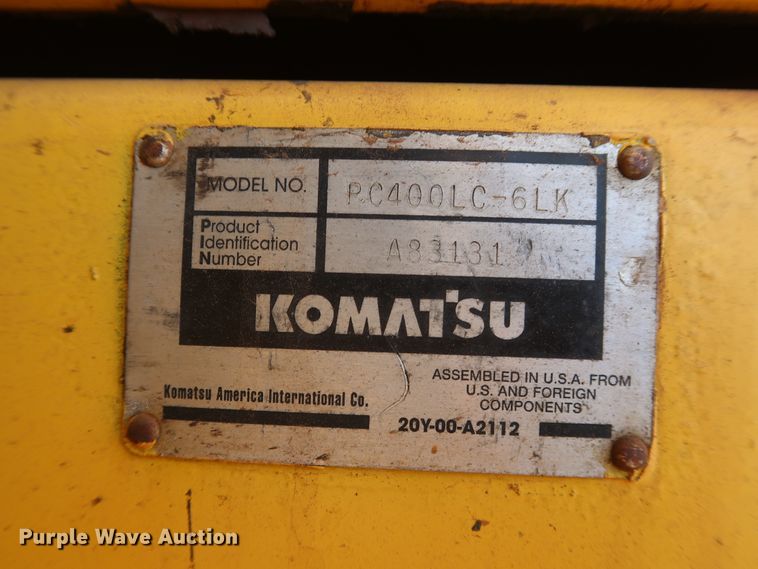 MODEL NO. PC400LC-6LK
Product Identification Number A83131
KOMATSU
Komatsu America International Co.
ASSEMBLED IN U.S.A. FROM
U.S. AND FOREIGN
COMPONENTS
20Y-00-A2112
Purple Wave Auction